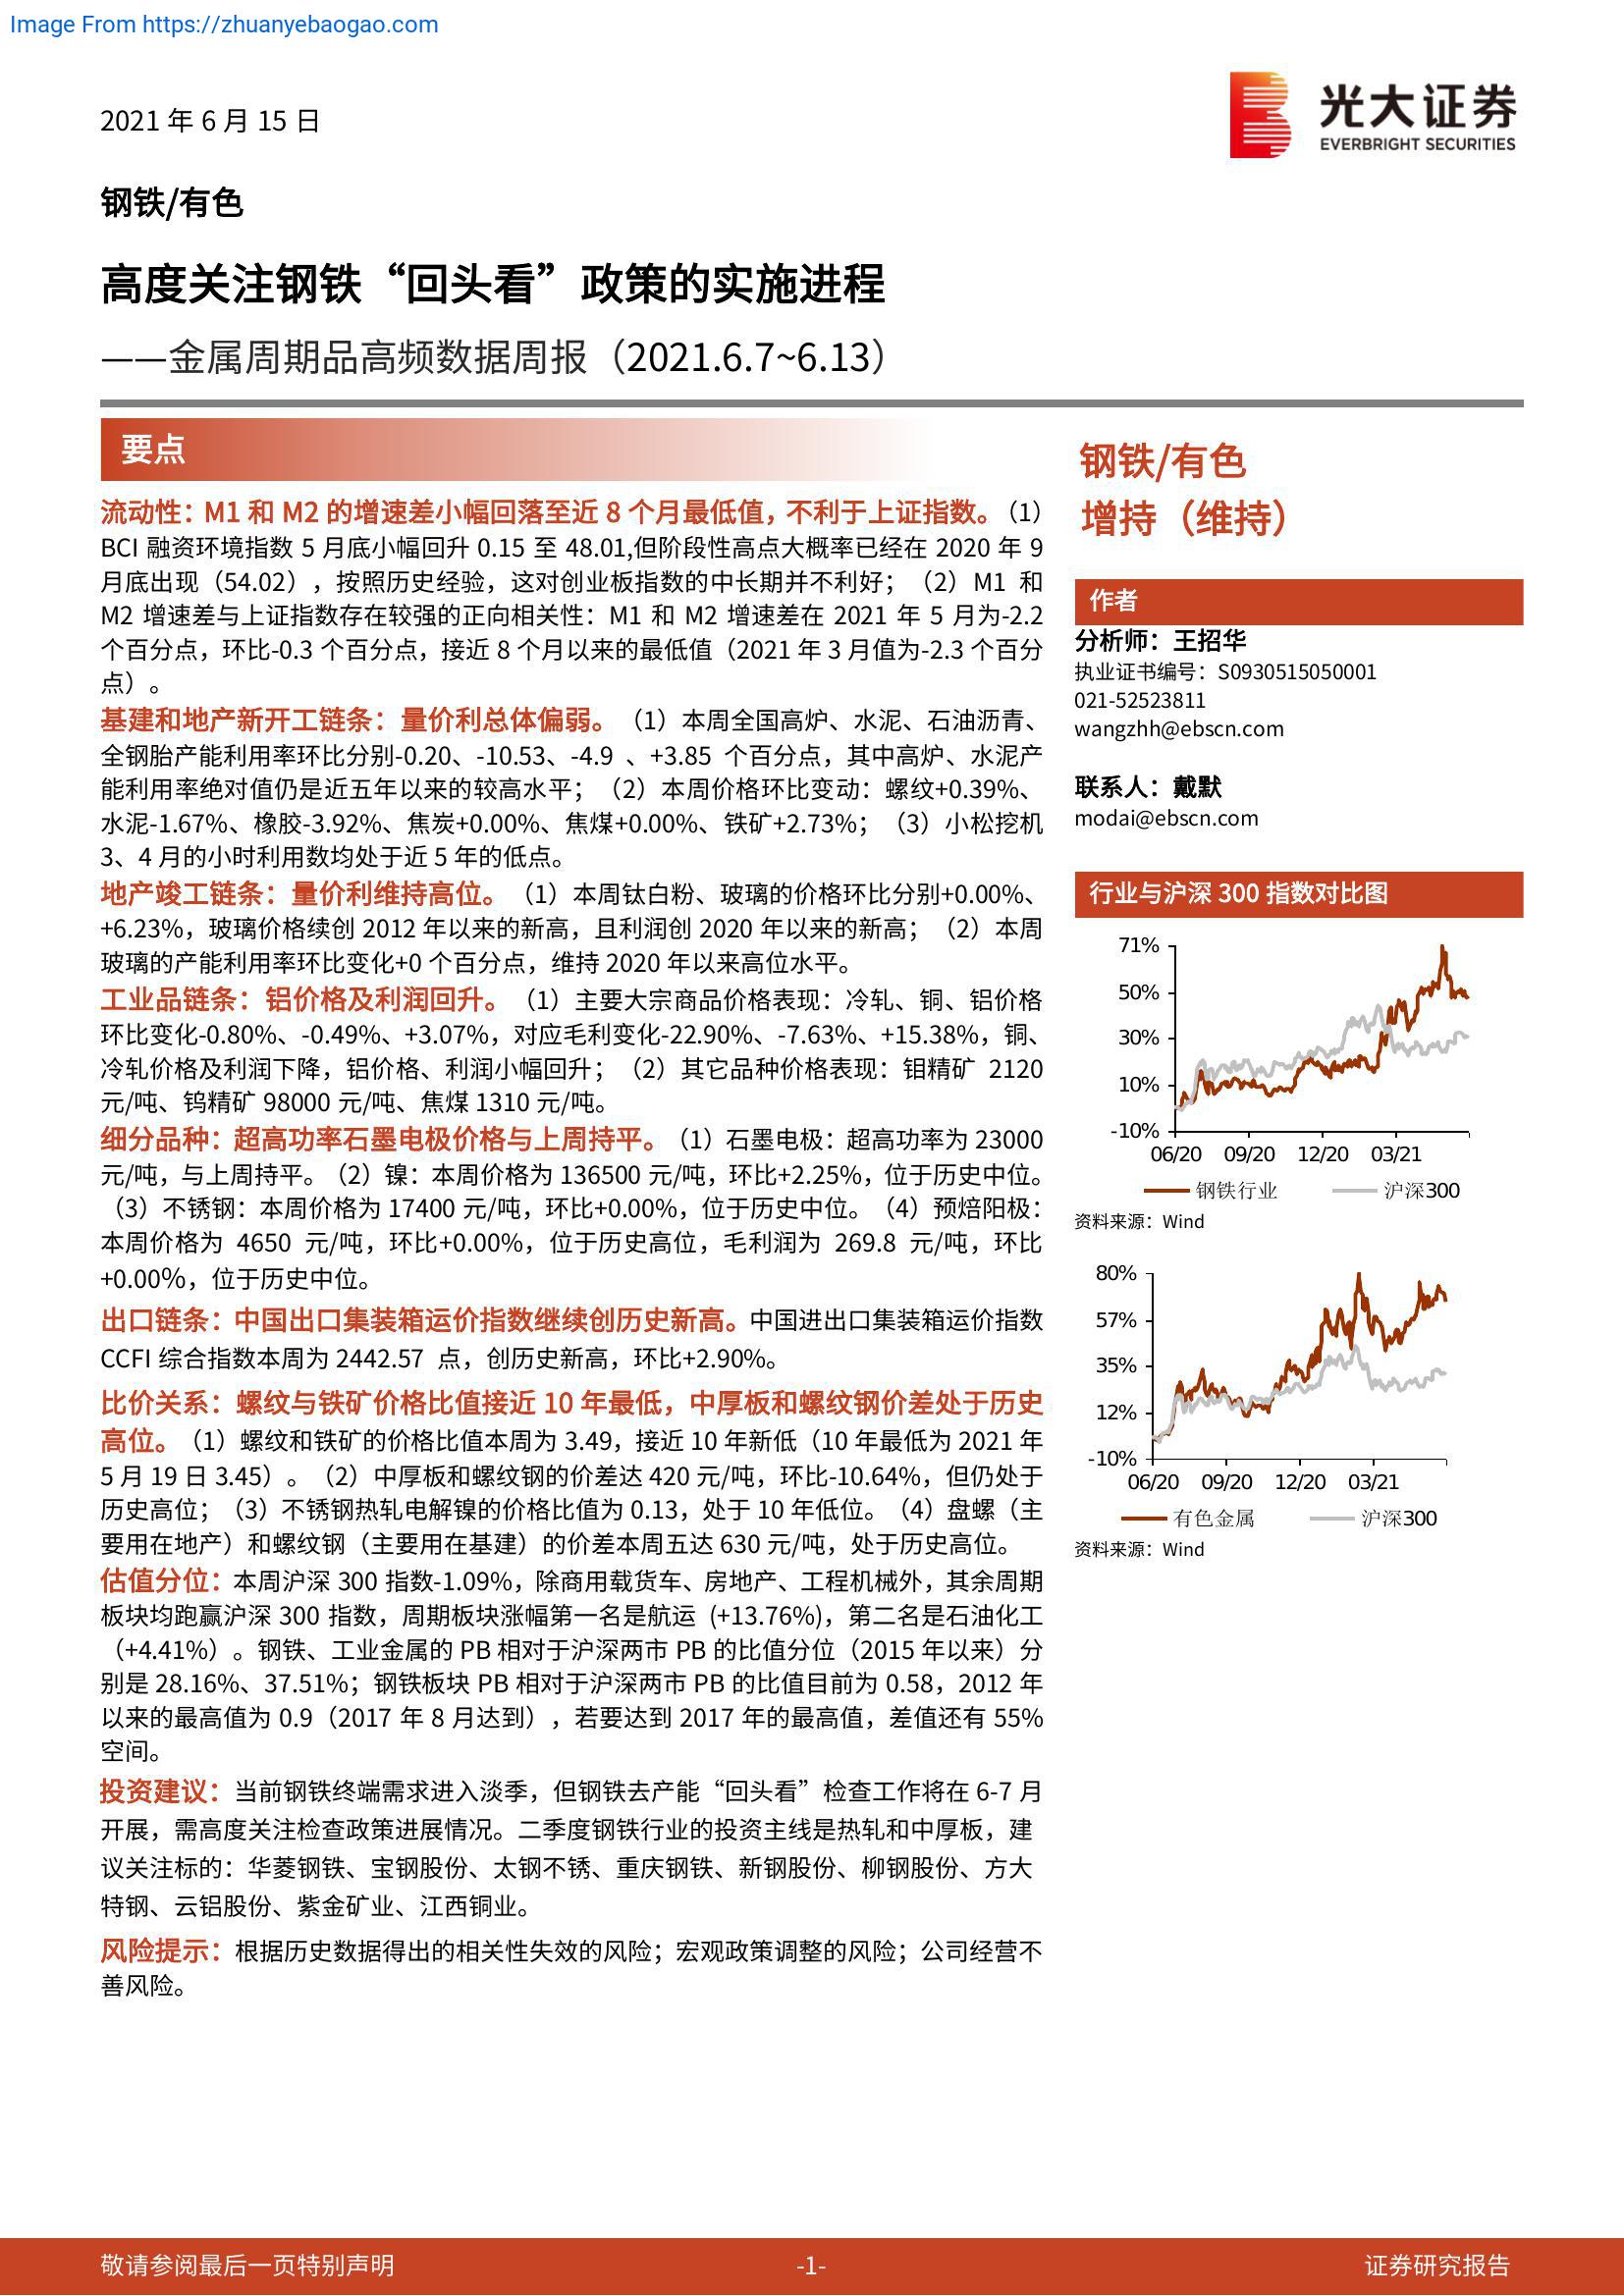 Image From https://zhuanyebaogao.com
2021 年 6 月 15 日
光大证券
EVERBRIGHT SECURITIES
钢铁/有色
高度关注钢铁“回头看”政策的实施进程
——金属周期品高频数据周报（2021.6.7~6.13）
要点
流动性：M1 和 M2 的增速差小幅回落至近 8 个月最低值，不利于上证指数。（1）
BCI 融资环境指数 5 月底小幅回升 0.15 至 48.01,但阶段性高点大概率已经在 2020 年 9
月底出现（54.02），按照历史经验，这对创业板指数的中长期并不利好；（2）M1 和
M2 增速差与上证指数存在较强的正向相关性：M1 和 M2 增速差在 2021 年 5 月为-2.2
个百分点，环比-0.3 个百分点，接近 8 个月以来的最低值（2021 年 3 月值为-2.3 个百分
点）。
基建和地产新开工链条：量价利总体偏弱。（1）本周全国高炉、水泥、石油沥青、
全钢胎产能利用率环比分别-0.20、-10.53、-4.9 、+3.85 个百分点，其中高炉、水泥产
能利用率绝对值仍是近五年以来的较高水平；（2）本周价格环比变动：螺纹+0.39%、
水泥-1.67%、橡胶-3.92%、焦炭+0.00%、焦煤+0.00%、铁矿+2.73%；（3）小松挖机
3、4 月的小时利用数均处于近 5 年的低点。
地产竣工链条：量价利维持高位。（1）本周钛白粉、玻璃的价格环比分别+0.00%、
+6.23%，玻璃价格续创 2012 年以来的新高，且利润创 2020 年以来的新高；（2）本周
玻璃的产能利用率环比变化+0 个百分点，维持 2020 年以来高位水平。
工业品链条：铝价格及利润回升。（1）主要大宗商品价格表现：冷轧、铜、铝价格
环比变化-0.80%、-0.49%、+3.07%，对应毛利变化-22.90%、-7.63%、+15.38%，铜、
冷轧价格及利润下降，铝价格、利润小幅回升；（2）其它品种价格表现：钼精矿 2120
元/吨、钨精矿 98000 元/吨、焦煤 1310 元/吨。
细分品种：超高功率石墨电极价格与上周持平。（1）石墨电极：超高功率为 23000
元/吨，与上周持平。（2）镍：本周价格为 136500 元/吨，环比+2.25%，位于历史中位。
（3）不锈钢：本周价格为 17400 元/吨，环比+0.00%，位于历史中位。（4）预焙阳极：
本周价格为 4650 元/吨，环比+0.00%，位于历史高位，毛利润为 269.8 元/吨，环比
+0.00%，位于历史中位。
出口链条：中国出口集装箱运价指数继续创历史新高。中国进出口集装箱运价指数
CCFI 综合指数本周为 2442.57 点，创历史新高，环比+2.90%。
比价关系：螺纹与铁矿价格比值接近 10 年最低，中厚板和螺纹钢价差处于历史
高位。（1）螺纹和铁矿的价格比值本周为 3.49，接近 10 年新低（10 年最低为 2021 年
5 月 19 日 3.45）。（2）中厚板和螺纹钢的价差达 420 元/吨，环比-10.64%，但仍处于
历史高位；（3）不锈钢热轧电解镍的价格比值为 0.13，处于 10 年低位。（4）盘螺（主
要用在地产）和螺纹钢（主要用在基建）的价差本周五达 630 元/吨，处于历史高位。
估值分位：本周沪深 300 指数-1.09%，除商用载货车、房地产、工程机械外，其余周期
板块均跑赢沪深 300 指数，周期板块涨幅第一名是航运 (+13.76%)，第二名是石油化工
（+4.41%）。钢铁、工业金属的 PB 相对于沪深两市 PB 的比值分位（2015 年以来）分
别是 28.16%、37.51%；钢铁板块 PB 相对于沪深两市 PB 的比值目前为 0.58，2012 年
以来的最高值为 0.9（2017 年 8 月达到），若要达到 2017 年的最高值，差值还有 55%
空间。
投资建议：当前钢铁终端需求进入淡季，但钢铁去产能“回头看”检查工作将在 6-7 月
开展，需高度关注检查政策进展情况。二季度钢铁行业的投资主线是热轧和中厚板，建
议关注标的：华菱钢铁、宝钢股份、太钢不锈、重庆钢铁、新钢股份、柳钢股份、方大
特钢、云铝股份、紫金矿业、江西铜业。
风险提示：根据历史数据得出的相关性失效的风险；宏观政策调整的风险；公司经营不
善风险。
钢铁/有色
增持（维持）
作者
分析师：王招华
执业证书编号：S0930515050001
021-52523811
wangzhh@ebscn.com
联系人：戴默
modai@ebscn.com
行业与沪深 300 指数对比图
71%
50%
30%
10%
-10%
06/20 09/20 12/20 03/21
钢铁行业 沪深300
资料来源：Wind
80%
57%
35%
12%
-10%
06/20 09/20 12/20 03/21
有色金属 沪深300
资料来源：Wind
敬请参阅最后一页特别声明 -1- 证券研究报告